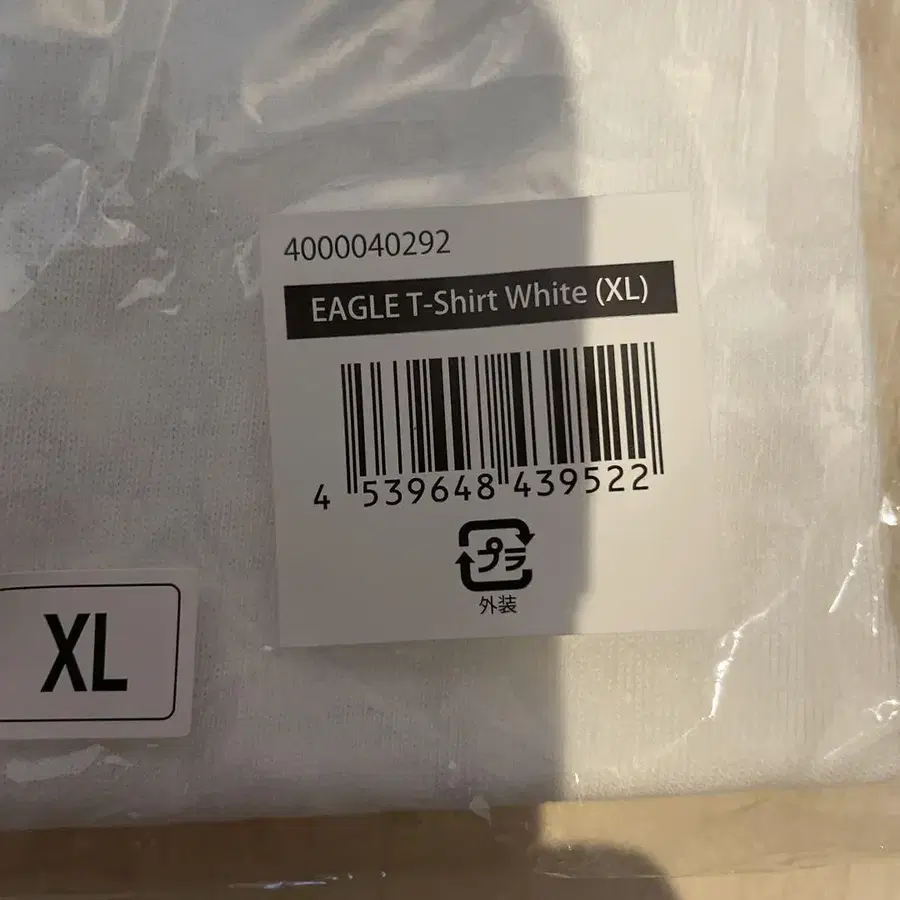 4000040292
EAGLE T-Shirt White (XL)
4 539648 439522
プラ
外装
XL